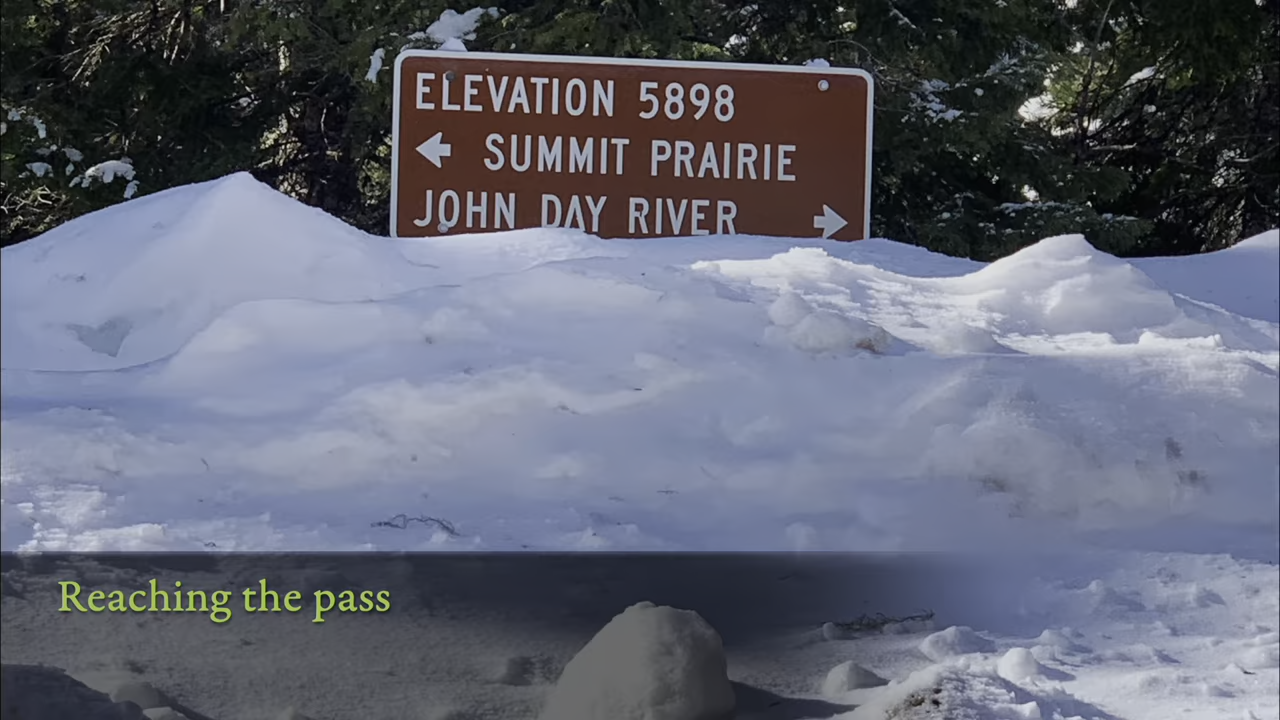 ELEVATION 5898
← SUMMIT PRAIRIE
JOHN DAY RIVER →
Reaching the pass